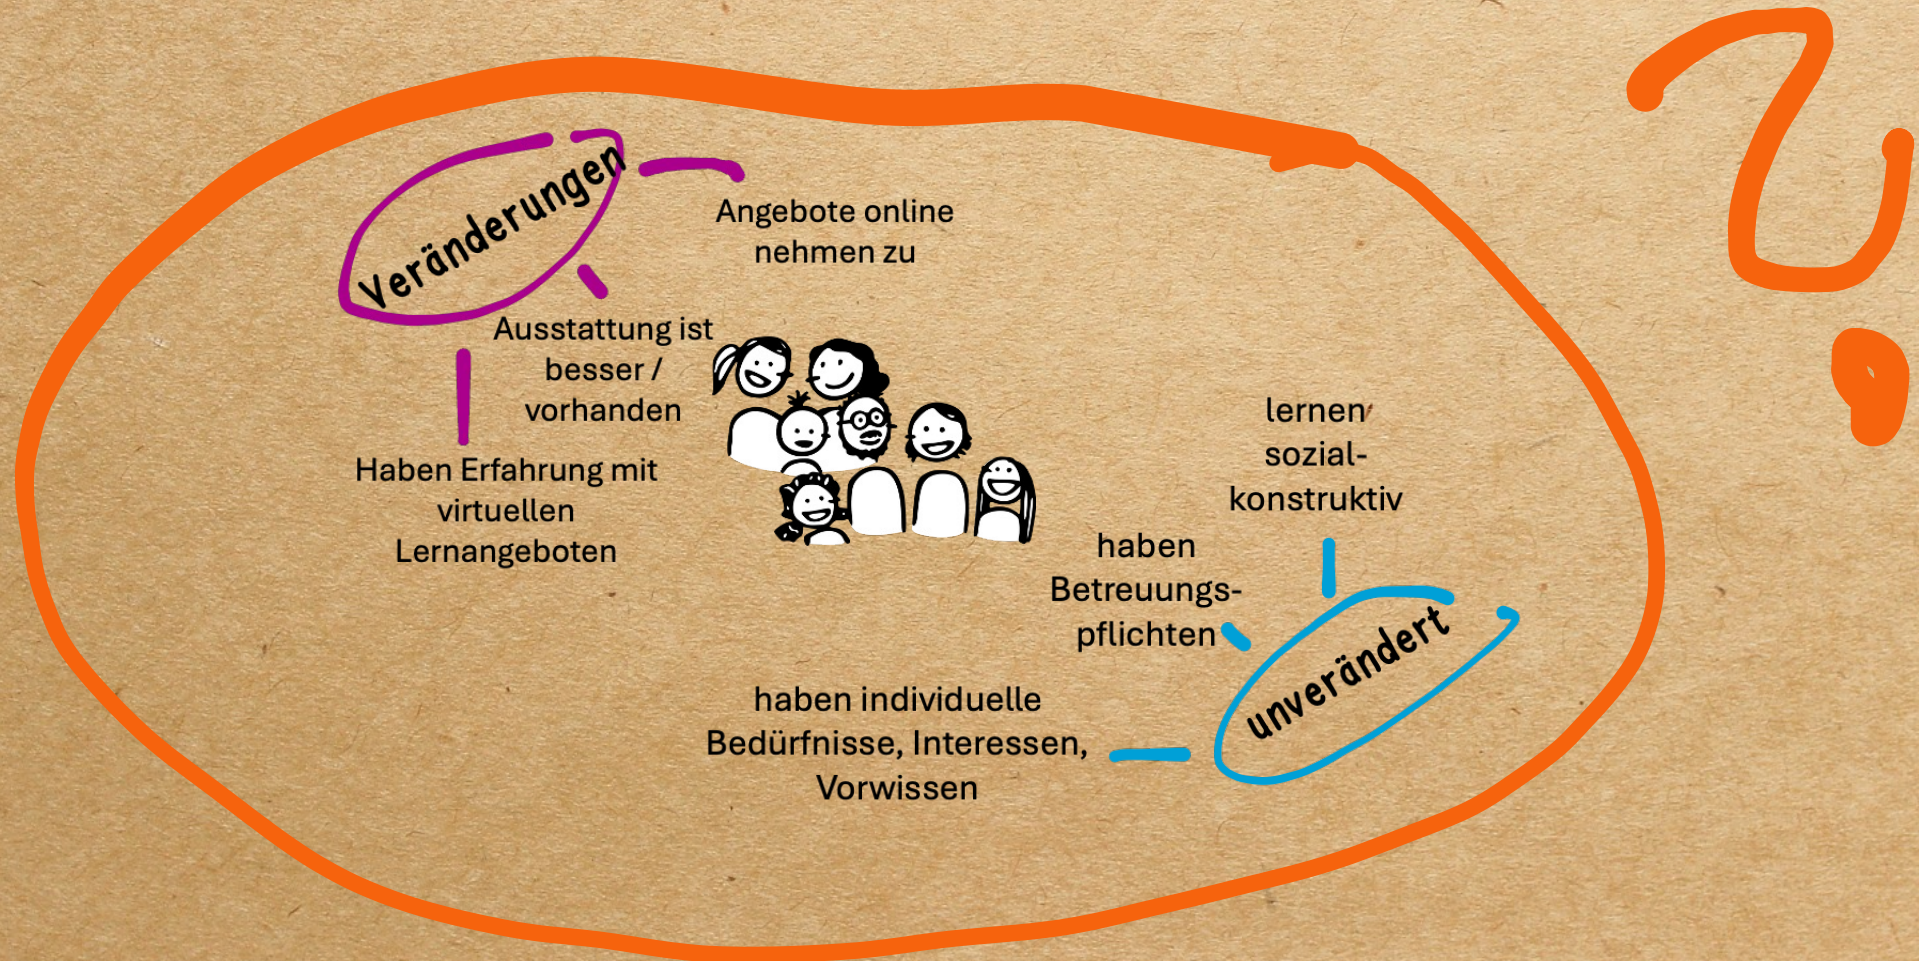 Veränderungen
Angebote online
nehmen zu
Ausstattung ist
besser /
vorhanden
Haben Erfahrung mit
virtuellen
Lernangeboten
lernen
sozial-
konstruktiv
haben
Betreuungs-
pflichten
unverändert
haben individuelle
Bedürfnisse, Interessen,
Vorwissen
?